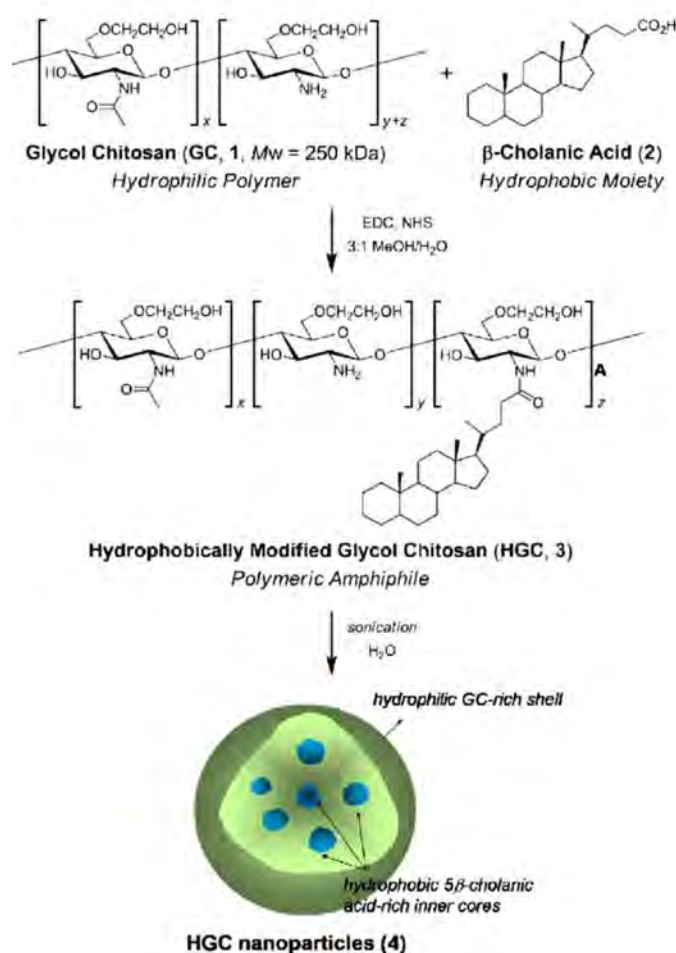 OCH₂CH₂OH OCH₂CH₂OH
O O CO₂H
HO O HO O
NH NH₂ +
O x y+z
Glycol Chitosan (GC, 1, Mw = 250 kDa) β-Cholanic Acid (2)
Hydrophilic Polymer Hydrophobic Moiety
EDC, NHS
3:1 MeOH/H₂O
OCH₂CH₂OH OCH₂CH₂OH OCH₂CH₂OH
O O O
HO O HO O HO O
NH NH₂ NH A
O x y O z
Hydrophobically Modified Glycol Chitosan (HGC, 3)
Polymeric Amphiphile
sonication
H₂O
hydrophilic GC-rich shell
hydrophobic 5β-cholanic
acid-rich inner cores
HGC nanoparticles (4)